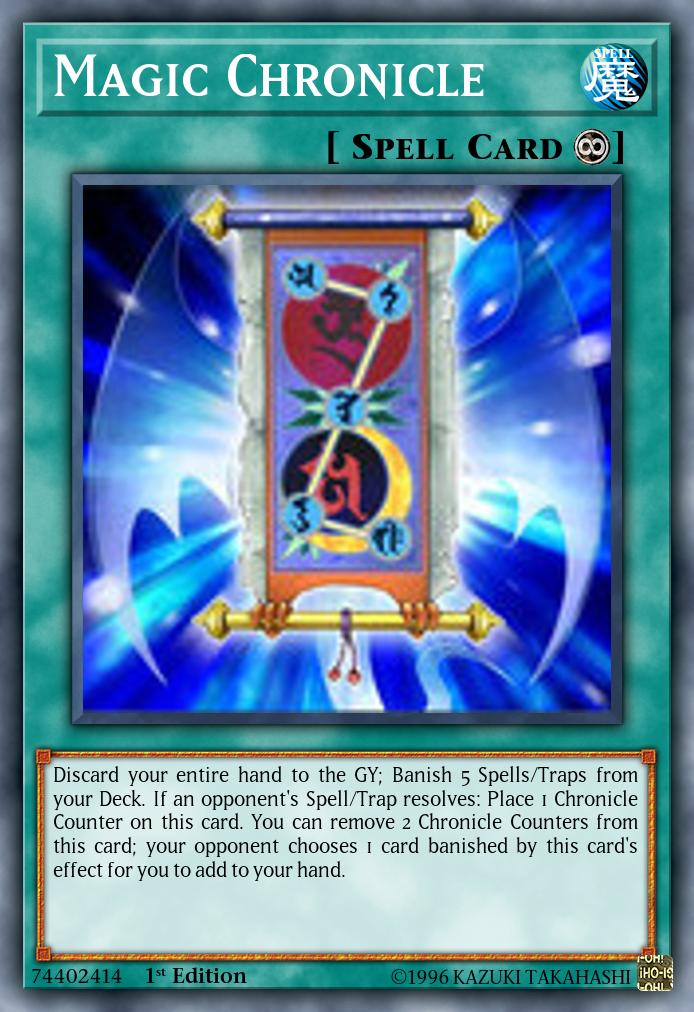 Magic Chronicle
SPELL
魔
[ Spell Card ]
Discard your entire hand to the GY; Banish 5 Spells/Traps from
your Deck. If an opponent's Spell/Trap resolves: Place 1 Chronicle
Counter on this card. You can remove 2 Chronicle Counters from
this card; your opponent chooses 1 card banished by this card's
effect for you to add to your hand.
74402414 1st Edition ©1996 KAZUKI TAKAHASHI